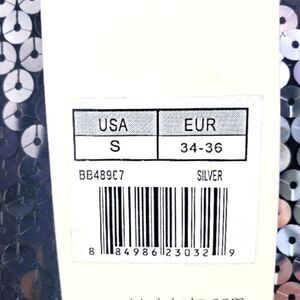 USA EUR
S 34-36
BB489C7 SILVER
8 84986 23032 9